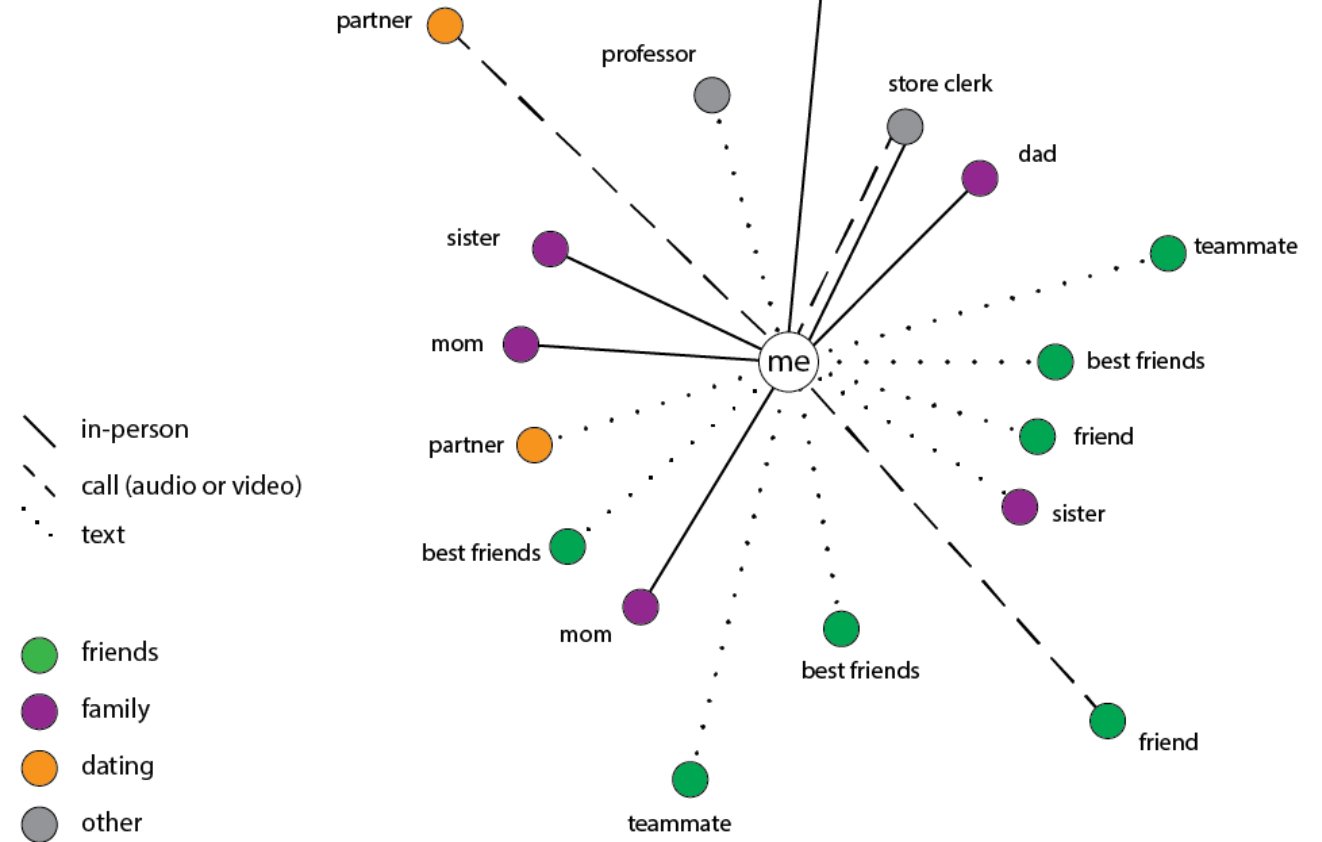 partner
professor
store clerk
dad
sister
teammate
mom
me
best friends
in-person
partner
friend
call (audio or video)
sister
text
best friends
mom
friends
best friends
family
friend
dating
other
teammate